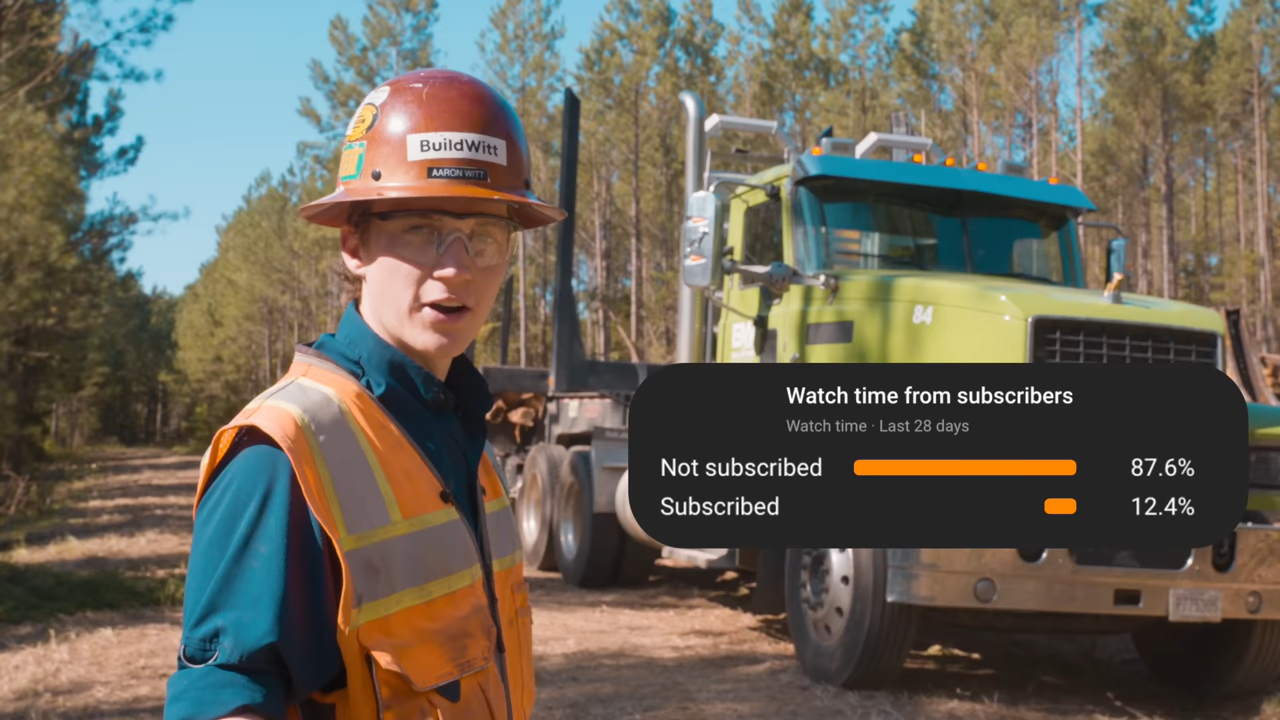 BuildWitt
AARON WITT
84
Watch time from subscribers
Watch time · Last 28 days
Not subscribed 87.6%
Subscribed 12.4%